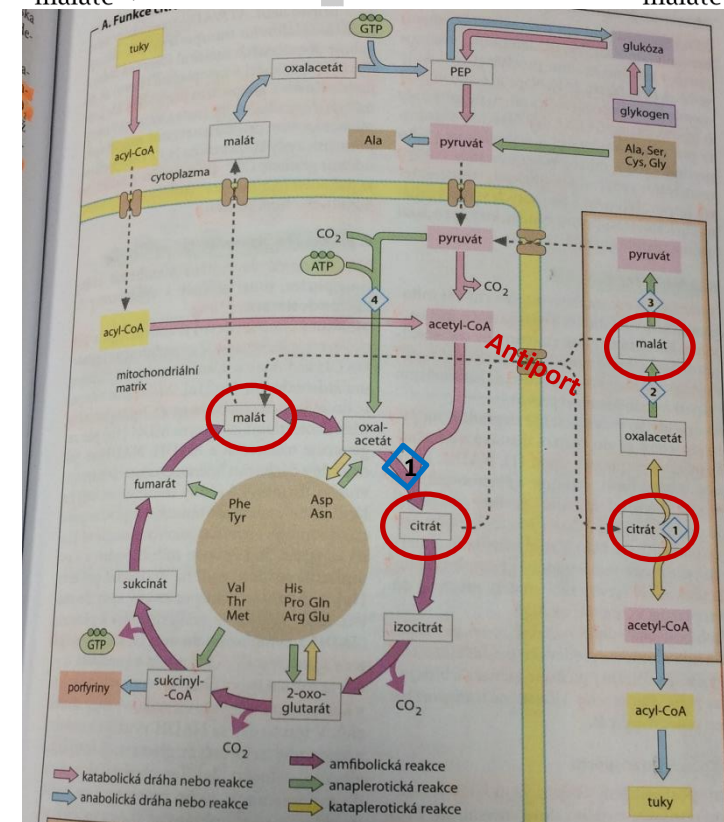 malate
malate
A. Funkce
tuky
GTP
glukóza
oxalacetát
PEP
glykogen
malát
Ala
pyruvát
Ala, Ser,
Cys, Gly
acyl-CoA
cytoplazma
CO2
pyruvát
pyruvát
ATP
CO2
4
3
acyl-CoA
acetyl-CoA
malát
Antiport
mitochondriální
matrix
2
malát
oxal-
acetát
oxalacetát
1
fumarát
Phe
Tyr
Asp
Asn
citrát
citrát
1
sukcinát
Val
Thr
Met
His
Pro Gln
Arg Glu
izocitrát
acetyl-CoA
GTP
porfyriny
sukcinyl-
-CoA
2-oxo-
glutarát
CO2
acyl-CoA
CO2
katabolická dráha nebo reakce
anabolická dráha nebo reakce
amfibolická reakce
anaplerotická reakce
kataplerotická reakce
tuky